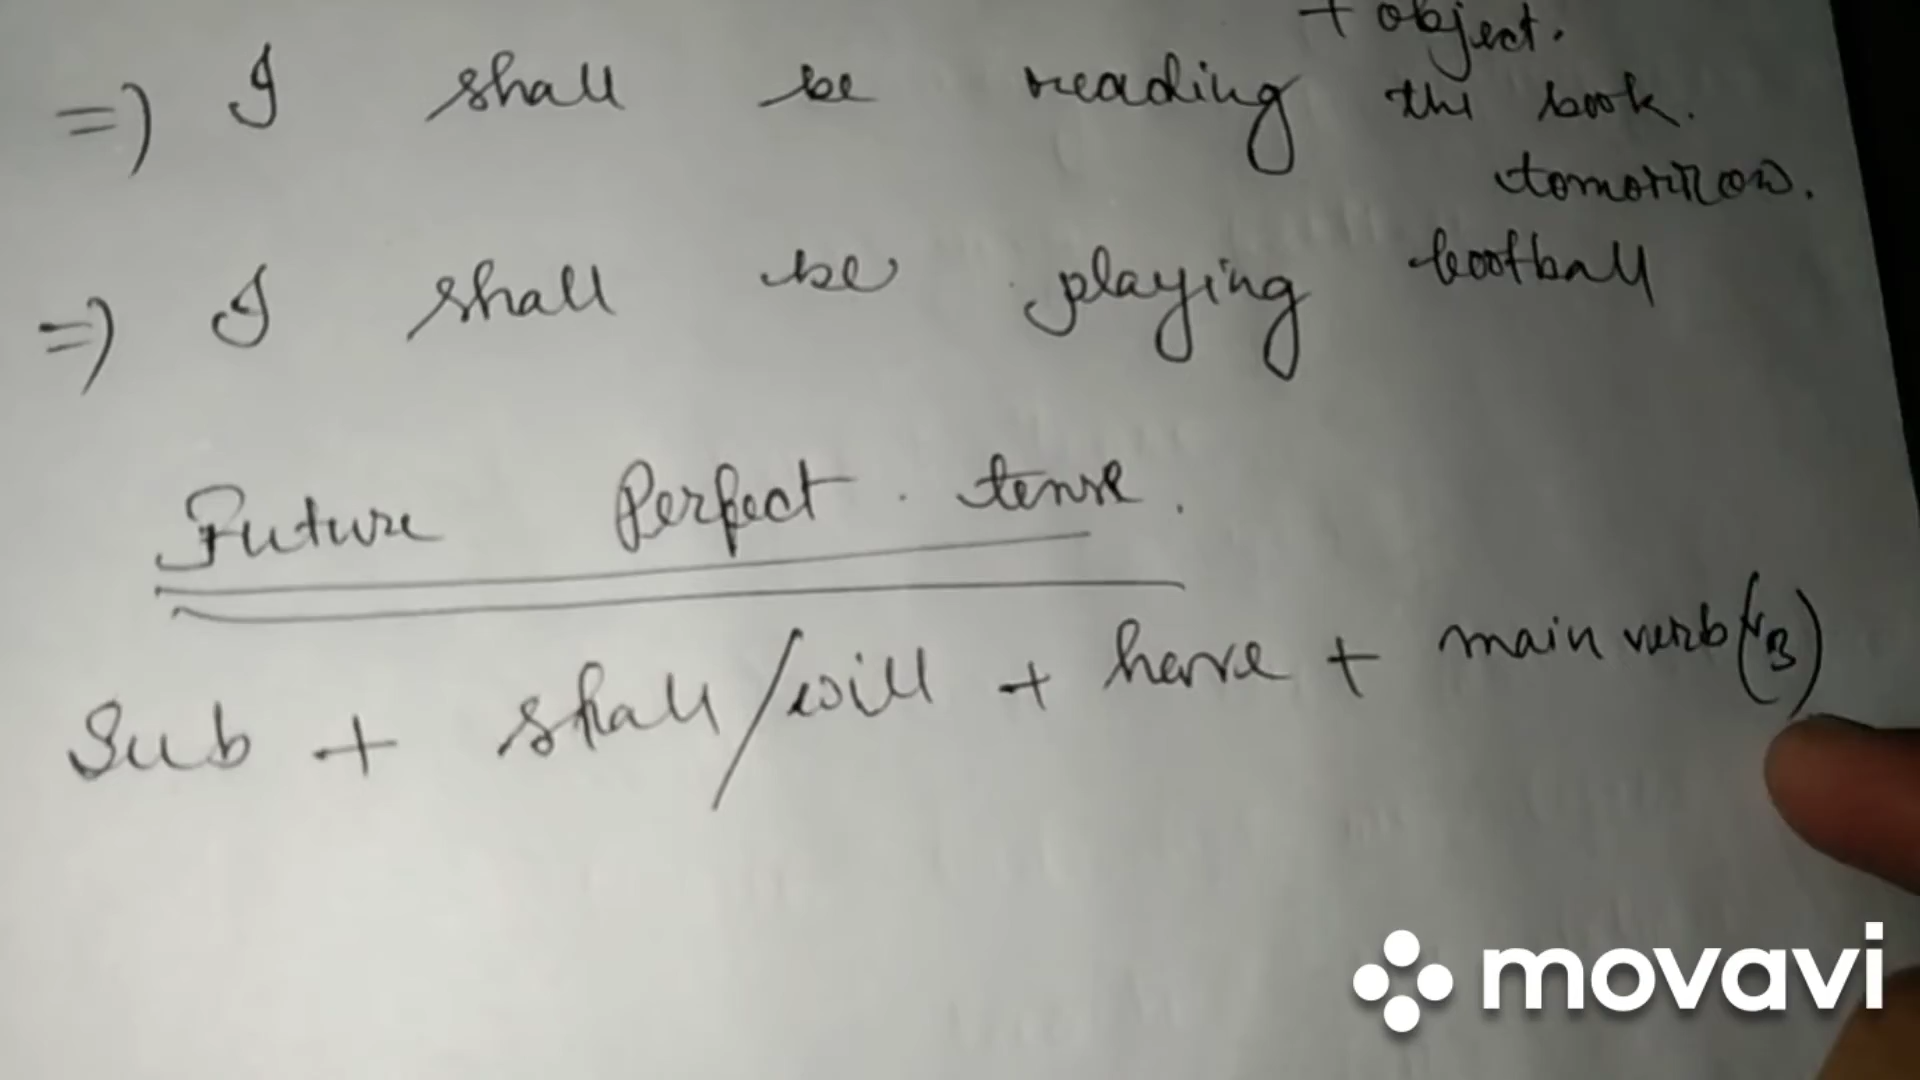 + object.
=) I shall be reading the book.
tomorrow.
=) I shall be playing football
Future Perfect tense.
Sub + shall/will + have + main verb (v3)
movavi